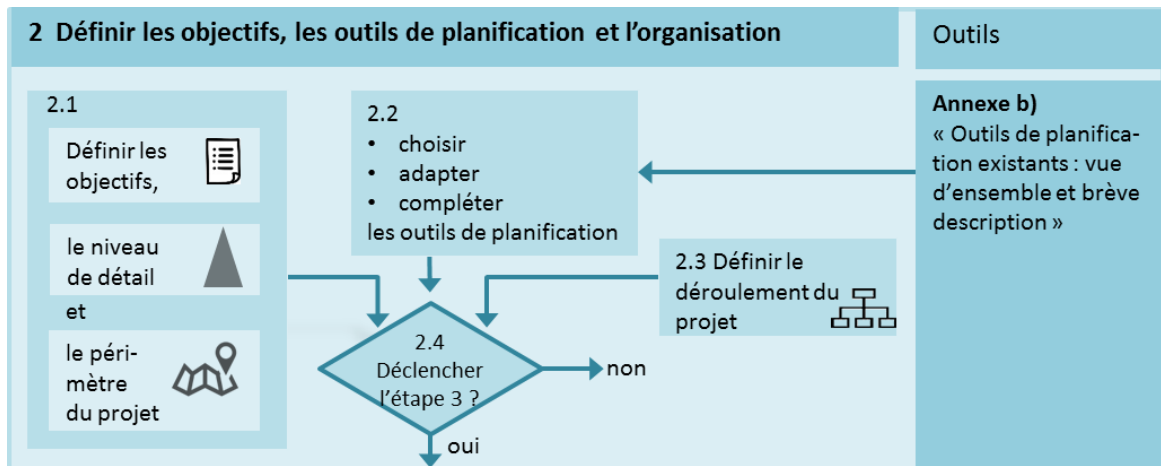 2 Définir les objectifs, les outils de planification et l’organisation
Outils
2.1
Définir les
objectifs,
le niveau
de détail
et
le péri-
mètre
du projet
2.2
• choisir
• adapter
• compléter
les outils de planification
2.3 Définir le
déroulement du
projet
2.4
Déclencher
l’étape 3 ?
non
oui
Annexe b)
« Outils de planifica-
tion existants : vue
d’ensemble et brève
description »